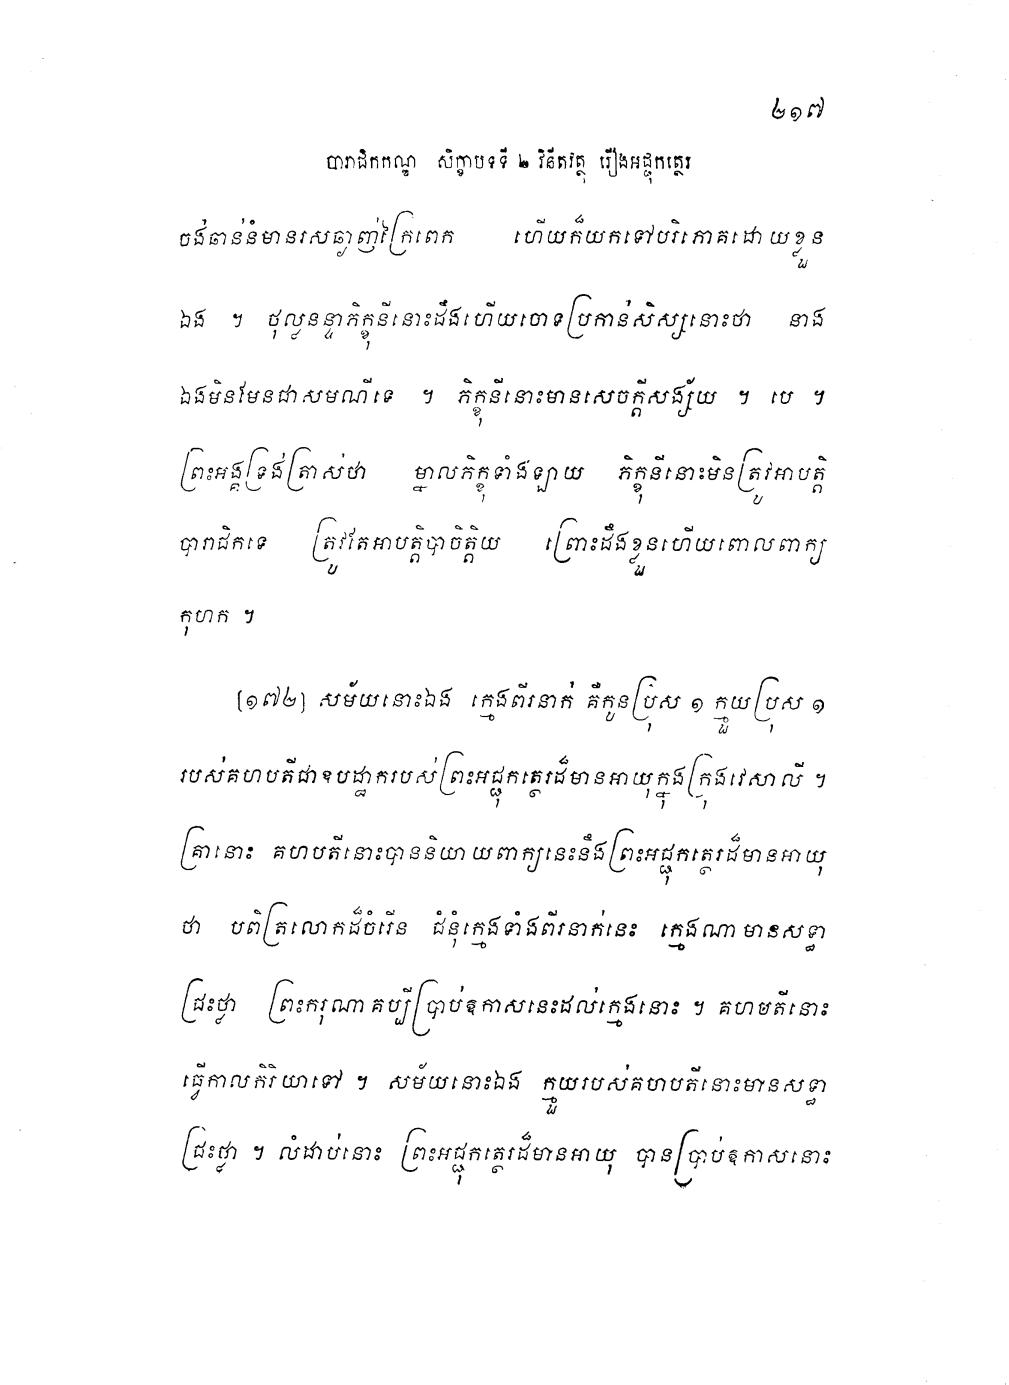 ២១៧
បារាជិកកណ្ឌ សិក្ខាបទទី ២ វិនីតវត្ថុ រឿងអជ្ជុកត្ថេរ
ចង់ឆាន់នំមានរសឆ្ងាញ់ក្រៃពេក ហើយក៏យកទៅបរិភោគដោយខ្លួន
ឯង ។ ថុល្លនន្ទាភិក្ខុនីនោះដឹងហើយចោទប្រកាន់សិស្សនោះថា នាង
ឯងមិនមែនជាសមណីទេ ។ ភិក្ខុនីនោះមានសេចក្តីសង្ស័យ ។ បេ ។
ព្រះអង្គទ្រង់ត្រាស់ថា ម្នាលភិក្ខុទាំងឡាយ ភិក្ខុនីនោះមិនត្រូវអាបត្តិ
បារាជិកទេ ត្រូវតែអាបត្តិបាចិត្តិយ ព្រោះដឹងខ្លួនហើយពោលពាក្យ
កុហក ។
[១៧២] សម័យនោះឯង ក្មេងពីរនាក់ គឺកូនប្រុស ១ ក្មួយប្រុស ១
របស់គហបតីជាឧបដ្ឋាករបស់ព្រះអជ្ជុកត្ថេរដ៏មានអាយុក្នុងក្រុងវេសាលី ។
គ្រានោះ គហបតីនោះបាននិយាយពាក្យនេះនឹងព្រះអជ្ជុកត្ថេរដ៏មានអាយុ
ថា បពិត្រលោកដ៏ចំរើន ជំនុំក្មេងទាំងពីរនាក់នេះ ក្មេងណាមានសទ្ធា
ជ្រះថ្លា ព្រះករុណាគប្បីប្រាប់ឱកាសនេះដល់ក្មេងនោះ ។ គហបតីនោះ
ធ្វើកាលកិរិយាទៅ ។ សម័យនោះឯង ក្មួយរបស់គហបតីនោះមានសទ្ធា
ជ្រះថ្លា ។ លំដាប់នោះ ព្រះអជ្ជុកត្ថេរដ៏មានអាយុ បានប្រាប់ឱកាសនោះ